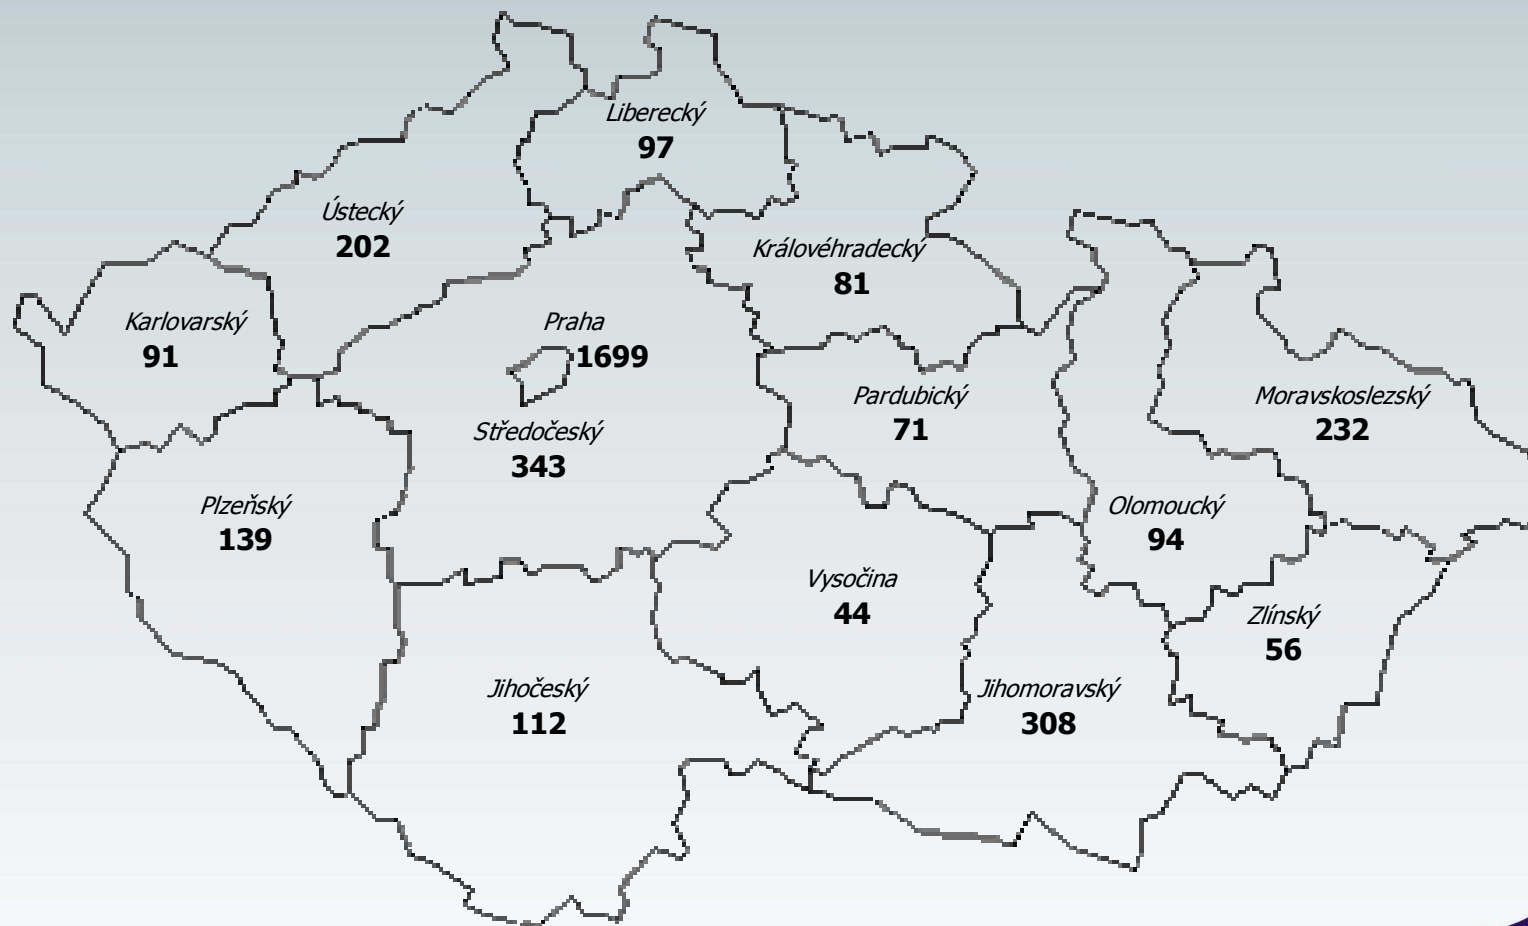 Liberecký
97
Ústecký
202
Královéhradecký
81
Karlovarský
91
Praha
1699
Pardubický
71
Moravskoslezský
232
Středočeský
343
Plzeňský
139
Olomoucký
94
Vysočina
44
Zlínský
56
Jihočeský
112
Jihomoravský
308